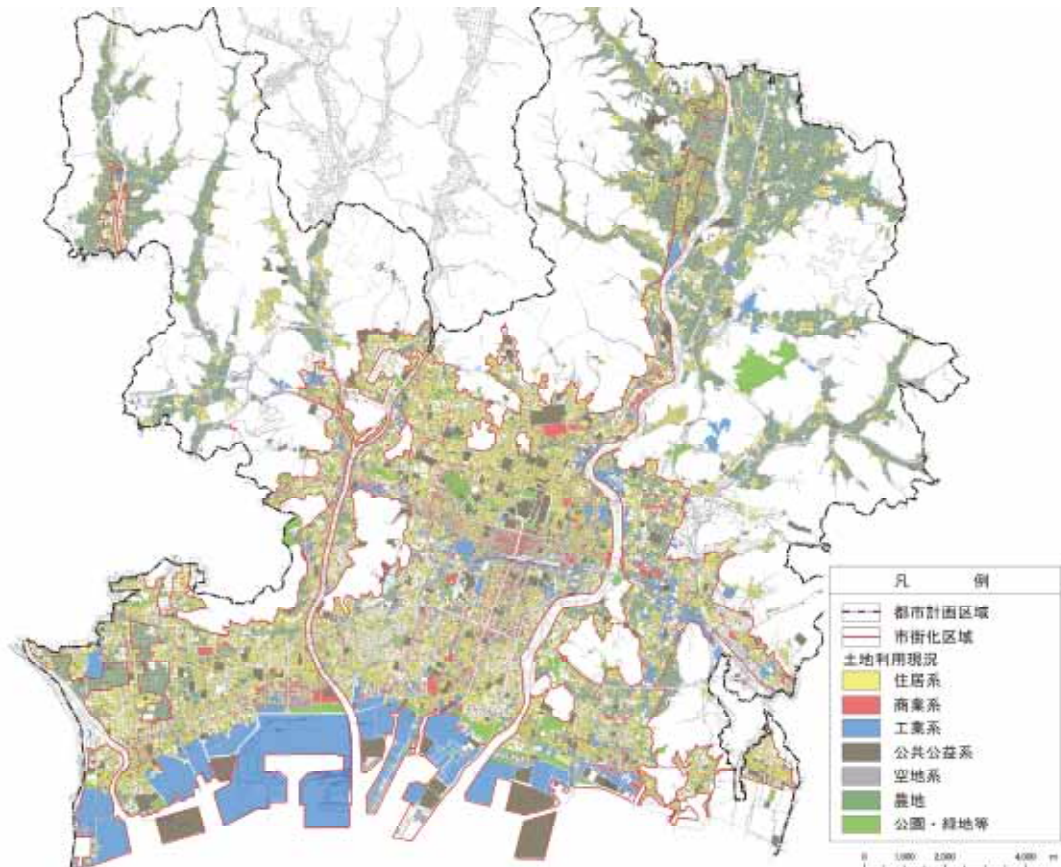 凡 例
都市計画区域
市街化区域
土地利用現況
住居系
商業系
工業系
公共公益系
空地系
農地
公園・緑地等
0 1,000 2,000 4,000 m